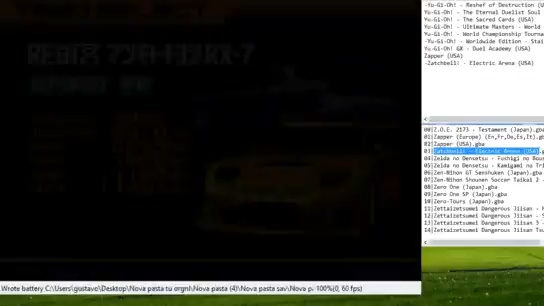 -Yu-Gi-Oh! - Reshef of Destruction (U
Yu-Gi-Oh! - The Eternal Duelist Soul
-Yu-Gi-Oh! - The Sacred Cards (USA)
-Yu-Gi-Oh! - Ultimate Masters - World
-Yu-Gi-Oh! - World Championship Tourna
-Yu-Gi-Oh! - Worldwide Edition - Stai
Yu-Gi-Oh! GX - Duel Academy (USA)
Zapper (USA)
-Zatchbell! - Electric Arena (USA)
00|Z.O.E. 2173 - Testament (Japan).gba
01|Zapper (Europe) (En,Fr,De,Es,It).gb
02|Zapper (USA).gba
03|Zatchbell! - Electric Arena (USA).g
04|Zelda no Densetsu - Fushigi no Bous
05|Zelda no Densetsu - Kamigami no Tri
06|Zen-Nihon GT Senshuken (Japan).gba
07|Zen-Nihon Shounen Soccer Taikai 2 -
08|Zero One (Japan).gba
09|Zero One SP (Japan).gba
10|Zero-Tours (Japan).gba
11|Zettaizetsumei Dangerous Jiisan - H
12|Zettaizetsumei Dangerous Jiisan - S
13|Zettaizetsumei Dangerous Jiisan 3 -
14|Zettaizetsumei Dangerous Jiisan Tsu
Wrote battery C:\Users\gustavo\Desktop\Nova pasta tu orgnl\Nova pasta (4)\Nova pasta sav\Nova p. 100%(0, 60 fps)